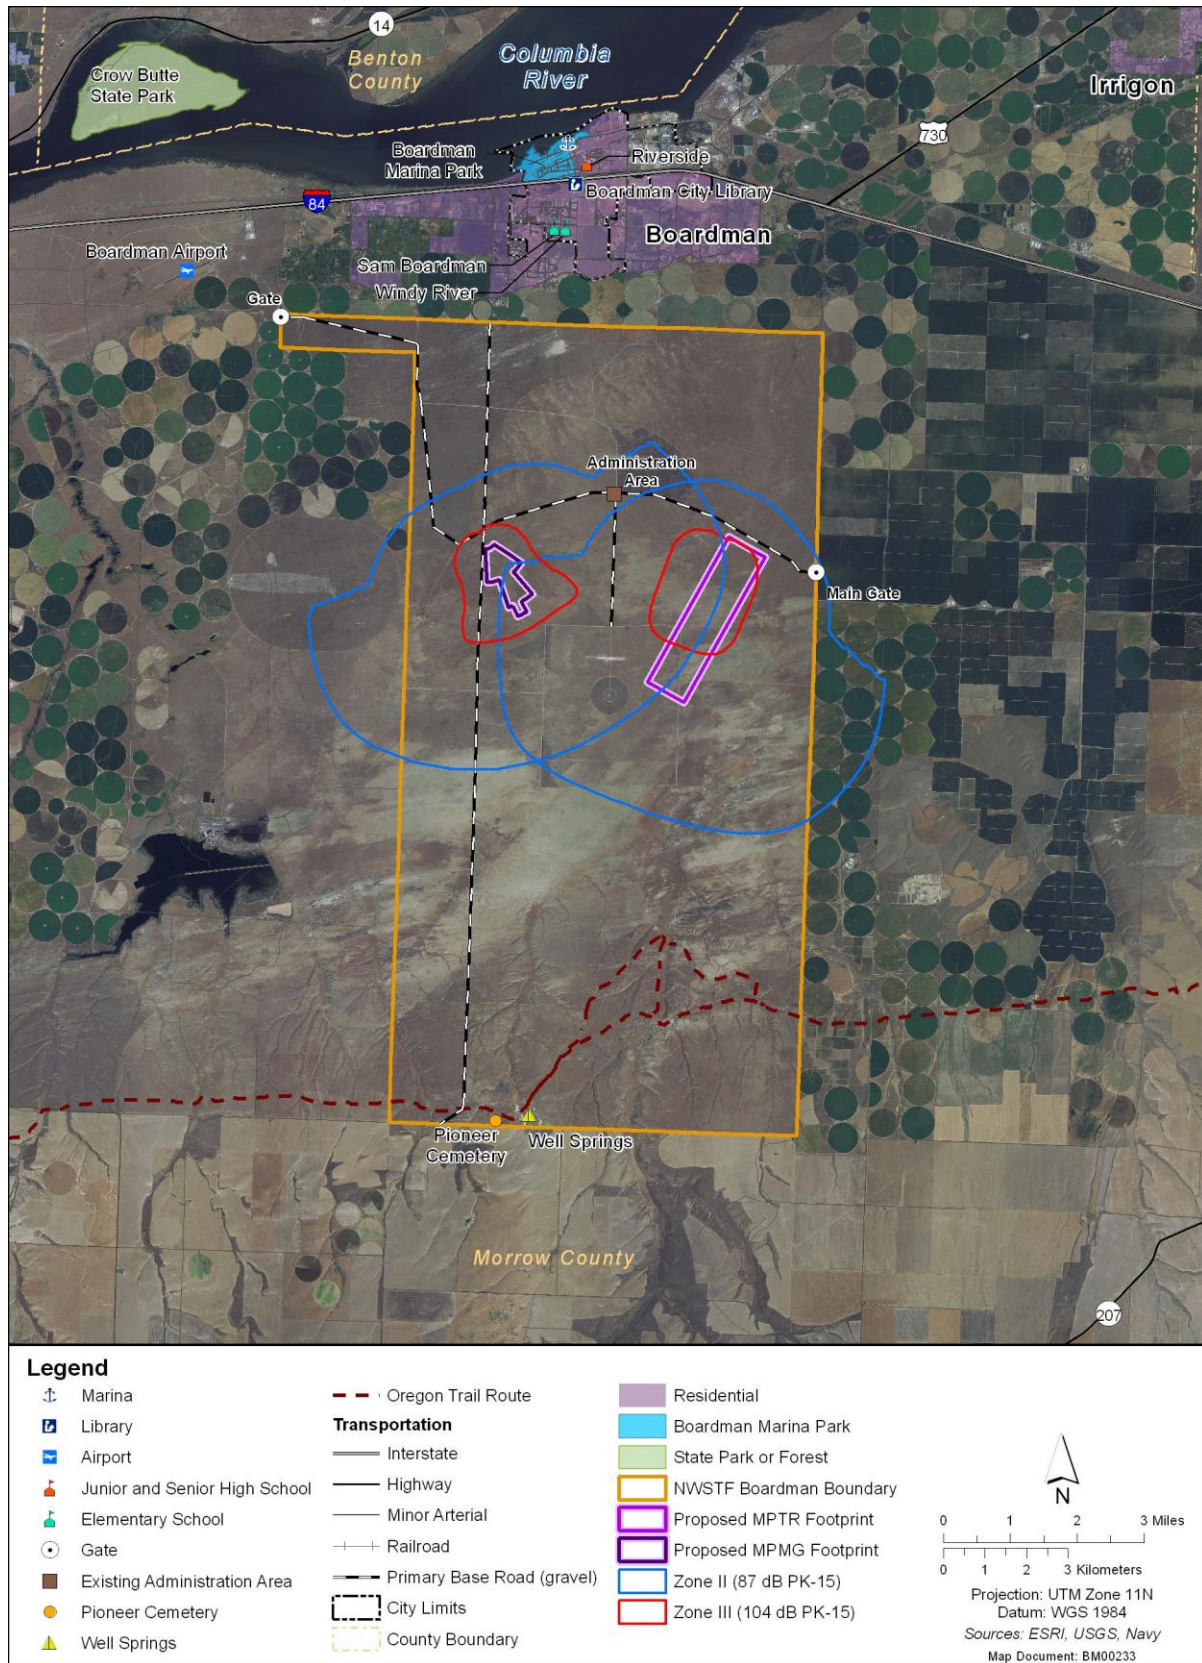 14
Benton
County
Columbia
River
Crow Butte
State Park
Irrigon
730
Boardman
Marina Park
Riverside
Boardman City Library
84
Boardman
Boardman Airport
Sam Boardman
Windy River
Gate
Administration
Area
Main Gate
Pioneer
Cemetery
Well Springs
Morrow County
207
Legend
Marina
Library
Airport
Junior and Senior High School
Elementary School
Gate
Existing Administration Area
Pioneer Cemetery
Well Springs
Oregon Trail Route
Transportation
Interstate
Highway
Minor Arterial
Railroad
Primary Base Road (gravel)
City Limits
County Boundary
Residential
Boardman Marina Park
State Park or Forest
NWSTF Boardman Boundary
Proposed MPTR Footprint
Proposed MPMG Footprint
Zone II (87 dB PK-15)
Zone III (104 dB PK-15)
N
0 1 2 3 Miles
0 1 2 3 Kilometers
Projection: UTM Zone 11N
Datum: WGS 1984
Sources: ESRI, USGS, Navy
Map Document: BM00233